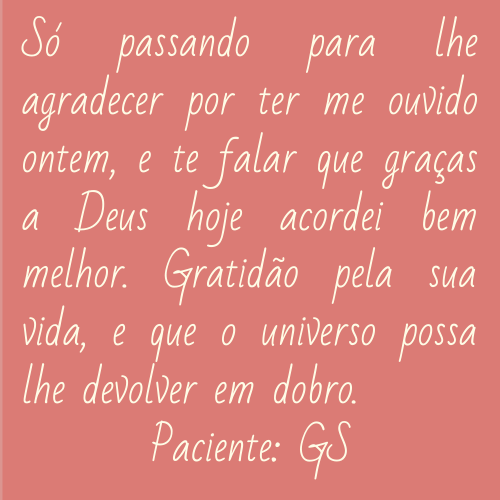 Só passando para lhe
agradecer por ter me ouvido
ontem, e te falar que graças
a Deus hoje acordei bem
melhor. Gratidão pela sua
vida, e que o universo possa
lhe devolver em dobro.
Paciente: GS